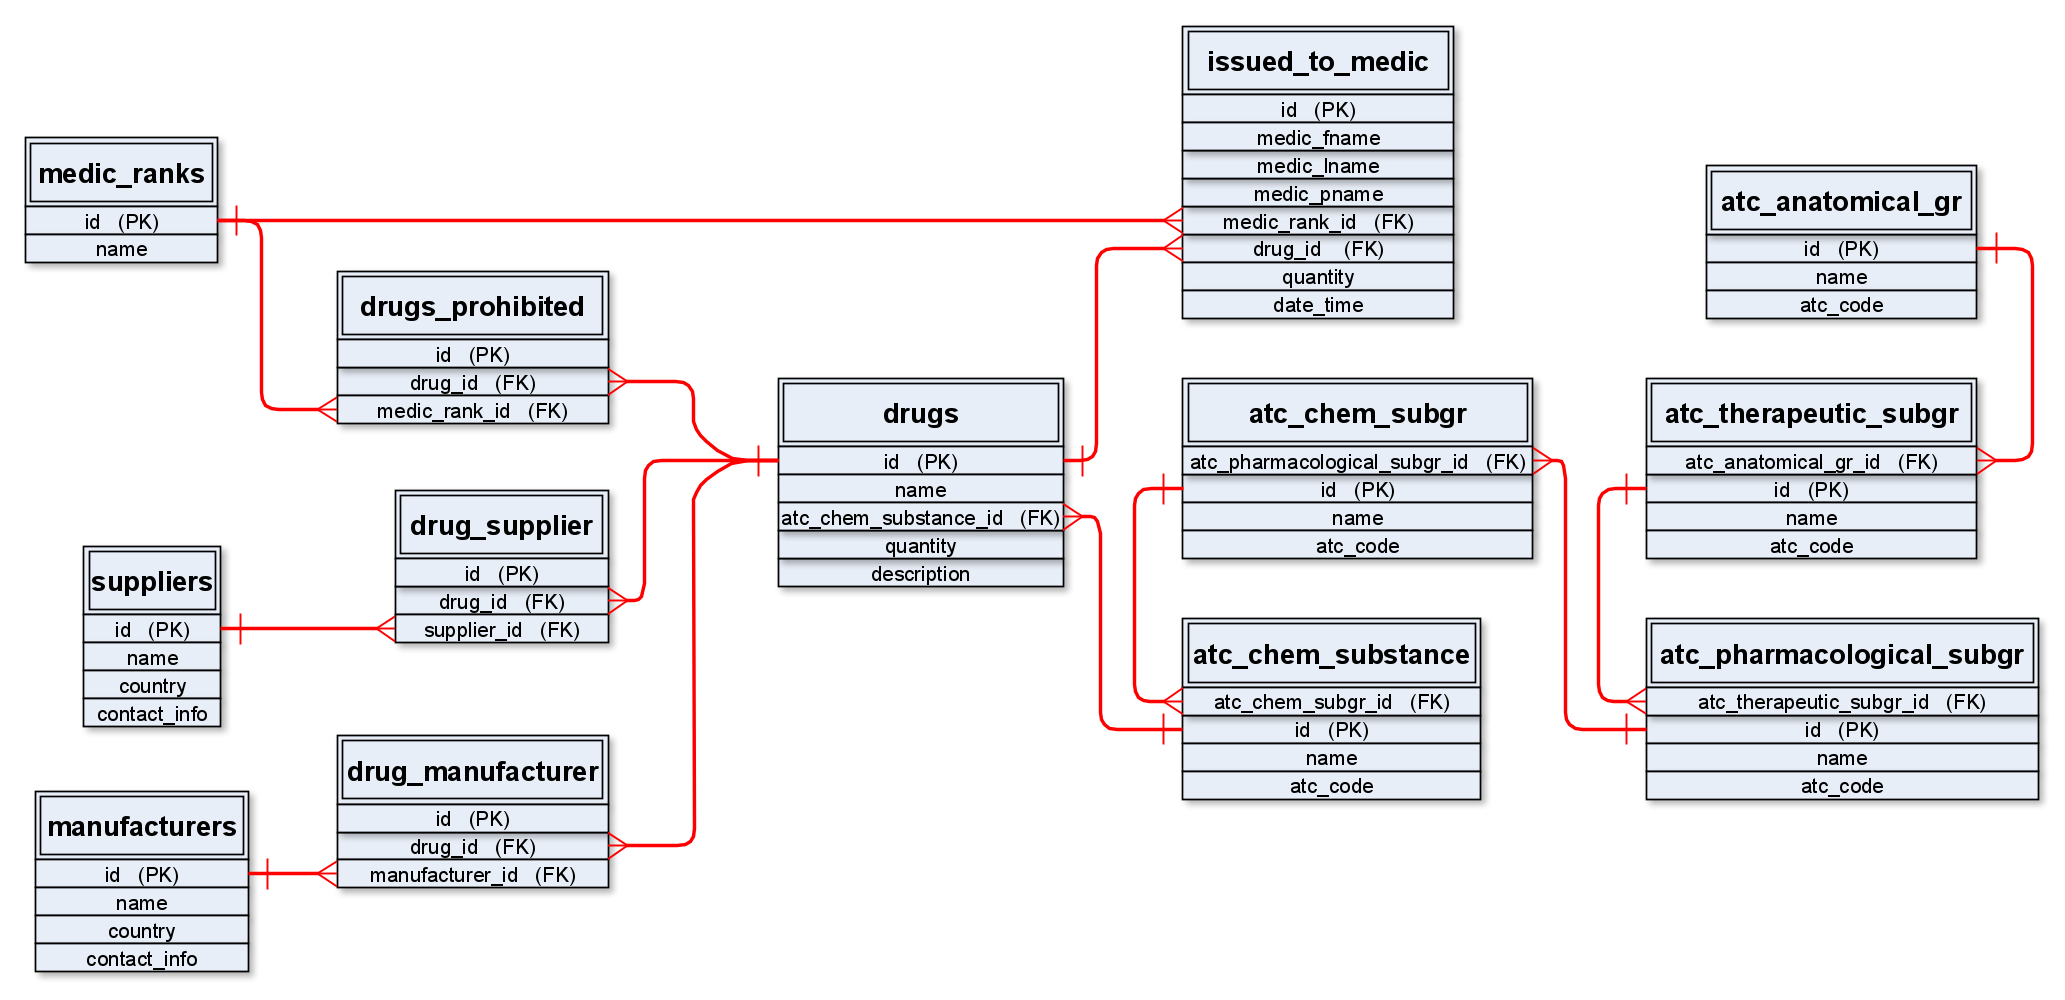 medic_ranks
id (PK)
name
drugs_prohibited
id (PK)
drug_id (FK)
medic_rank_id (FK)
suppliers
id (PK)
name
country
contact_info
drug_supplier
id (PK)
drug_id (FK)
supplier_id (FK)
manufacturers
id (PK)
name
country
contact_info
drug_manufacturer
id (PK)
drug_id (FK)
manufacturer_id (FK)
drugs
id (PK)
name
atc_chem_substance_id (FK)
quantity
description
issued_to_medic
id (PK)
medic_fname
medic_lname
medic_pname
medic_rank_id (FK)
drug_id (FK)
quantity
date_time
atc_chem_subgr
atc_pharmacological_subgr_id (FK)
id (PK)
name
atc_code
atc_chem_substance
atc_chem_subgr_id (FK)
id (PK)
name
atc_code
atc_anatomical_gr
id (PK)
name
atc_code
atc_therapeutic_subgr
atc_anatomical_gr_id (FK)
id (PK)
name
atc_code
atc_pharmacological_subgr
atc_therapeutic_subgr_id (FK)
id (PK)
name
atc_code